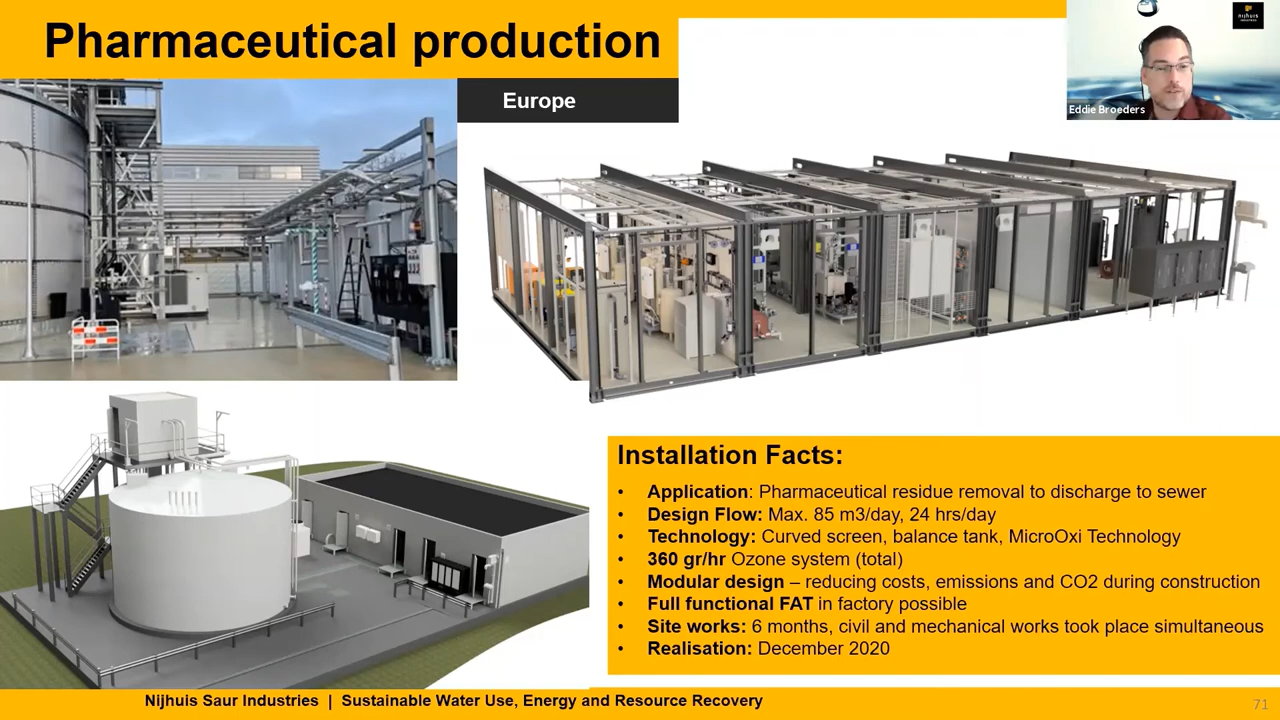 Pharmaceutical production
Europe
NIJHUIS
Eddie Broeders
Installation Facts:
• Application: Pharmaceutical residue removal to discharge to sewer
• Design Flow: Max. 85 m3/day, 24 hrs/day
• Technology: Curved screen, balance tank, MicroOxi Technology
• 360 gr/hr Ozone system (total)
• Modular design – reducing costs, emissions and CO2 during construction
• Full functional FAT in factory possible
• Site works: 6 months, civil and mechanical works took place simultaneous
• Realisation: December 2020
Nijhuis Saur Industries | Sustainable Water Use, Energy and Resource Recovery
71